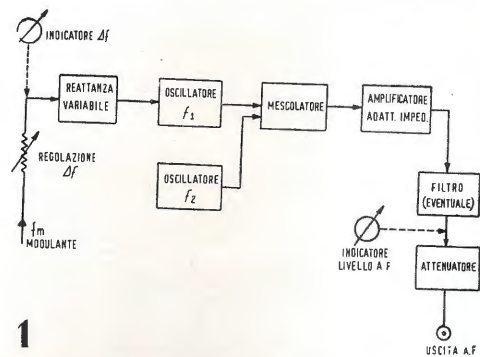 INDICATORE Δf
REATTANZA
VARIABILE
OSCILLATORE
f1
MESCOLATORE
AMPLIFICATORE
ADATT. IMPED.
REGOLAZIONE
Δf
OSCILLATORE
f2
fm
MODULANTE
FILTRO
(EVENTUALE)
INDICATORE
LIVELLO A F
ATTENUATORE
USCITA A.F
1